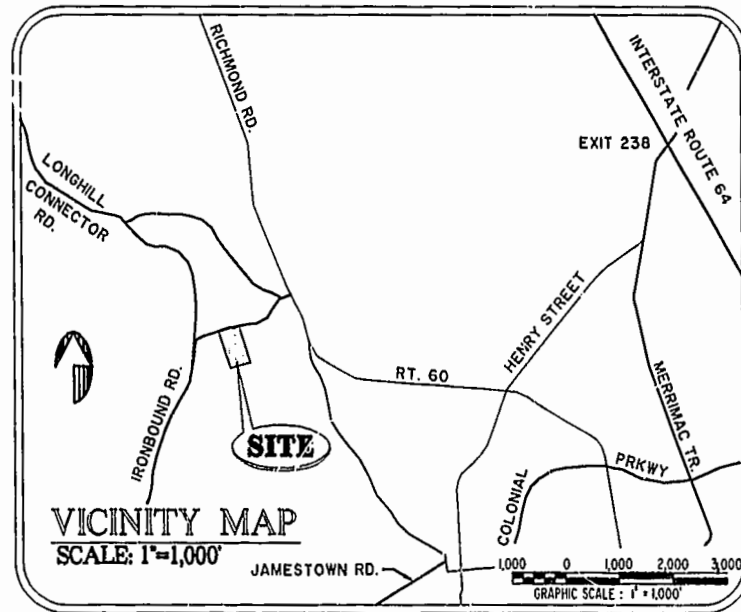 RICHMOND RD.
INTERSTATE ROUTE 64
EXIT 238
LONGHILL
CONNECTOR
RD.
HENRY STREET
RT. 60
MERRIMAC TR.
IRONBOUND RD.
SITE
COLONIAL
PRKWY
VICINITY MAP
SCALE: 1"=1,000'
JAMESTOWN RD.
1,000 0 1,000 2,000 3,000
GRAPHIC SCALE : 1" = 1,000'